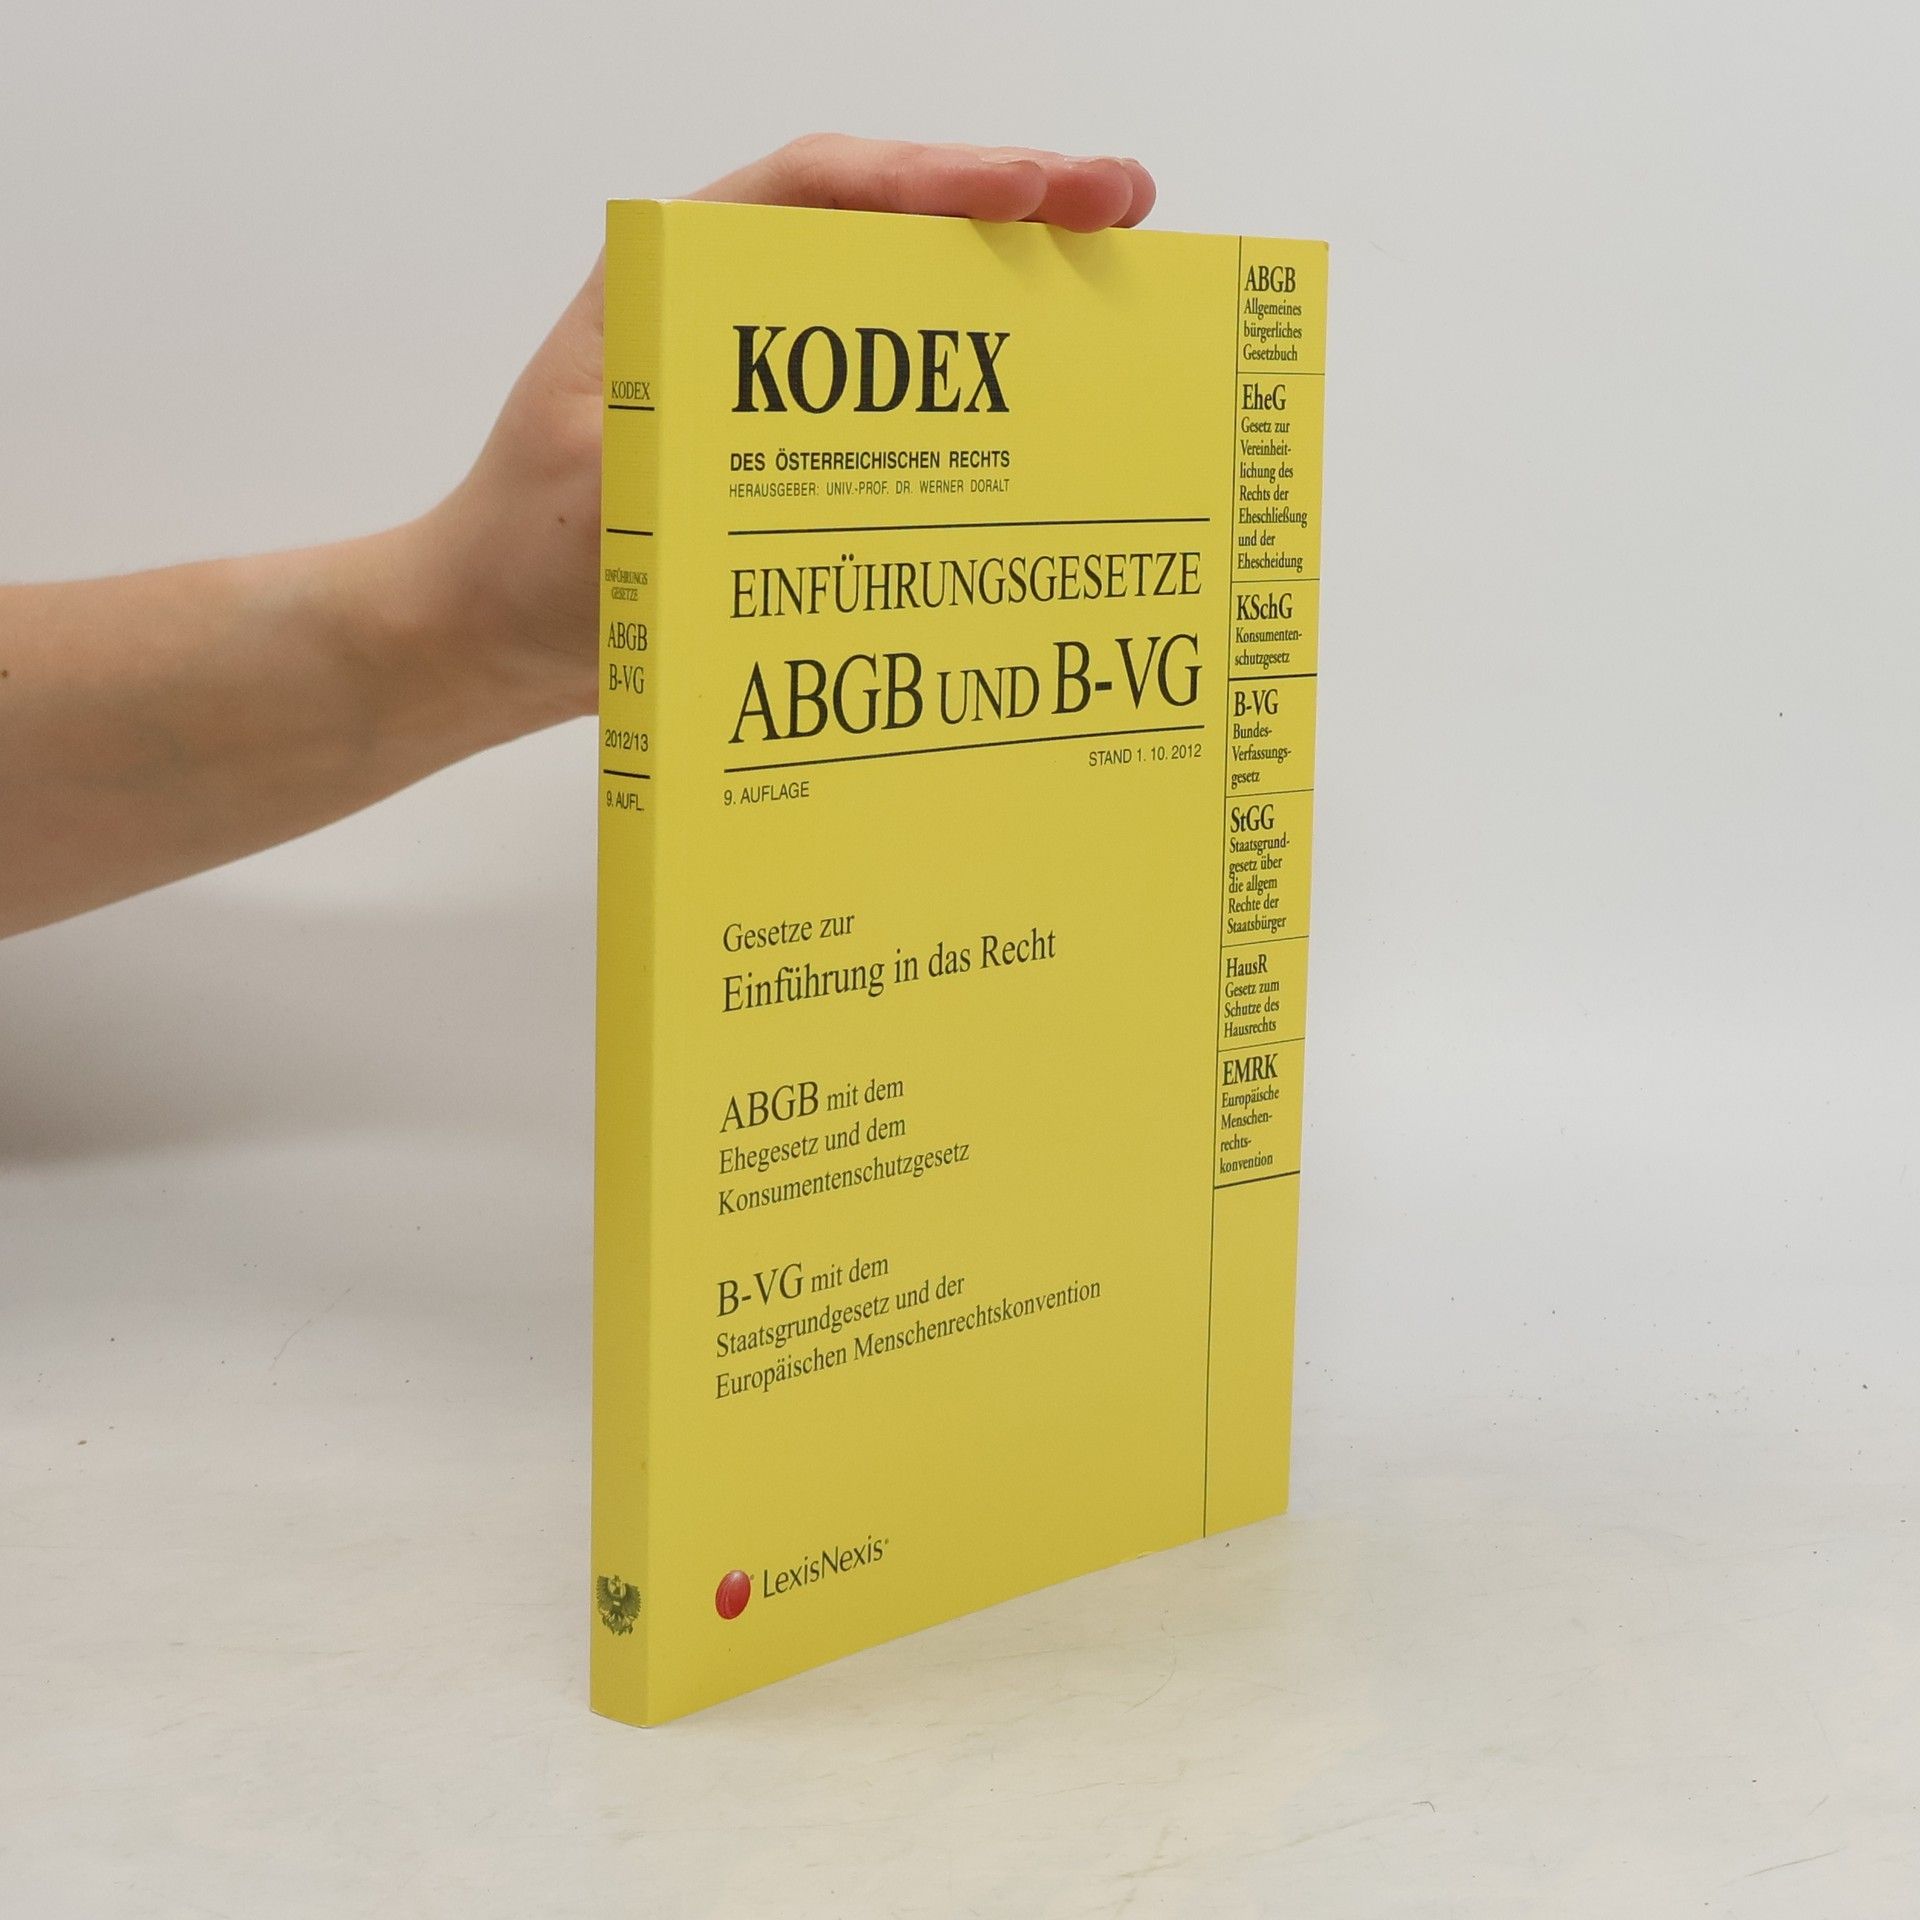 KODEX
EINFÜHRUNGS
GESETZE
ABGB
B-VG
2012/13
9. AUFL.
KODEX
DES ÖSTERREICHISCHEN RECHTS
HERAUSGEBER: UNIV.-PROF. DR. WERNER DORALT
EINFÜHRUNGSGESETZE
ABGB UND B-VG
STAND 1. 10. 2012
9. AUFLAGE
Gesetze zur
Einführung in das Recht
ABGB mit dem
Ehegesetz und dem
Konsumentenschutzgesetz
B-VG mit dem
Staatsgrundgesetz und der
Europäischen Menschenrechtskonvention
LexisNexis®
ABGB
Allgemeines
bürgerliches
Gesetzbuch
EheG
Gesetz zur
Vereinheit-
lichung des
Rechts der
Eheschließung
und der
Ehescheidung
KSchG
Konsumenten-
schutzgesetz
B-VG
Bundes-
Verfassungs-
gesetz
StGG
Staatsgrund-
gesetz über
die allgem
Rechte der
Staatsbürger
HausR
Gesetz zum
Schutze des
Hausrechts
EMRK
Europäische
Menschen-
rechts-
konvention